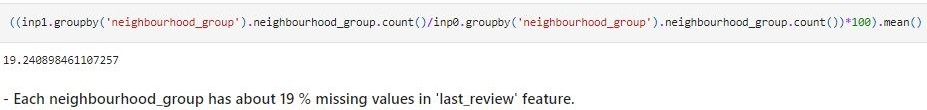 ((inp1.groupby('neighbourhood_group').neighbourhood_group.count()/inp0.groupby('neighbourhood_group').neighbourhood_group.count())*100).mean()
19.240898461107257
- Each neighbourhood_group has about 19 % missing values in 'last_review' feature.